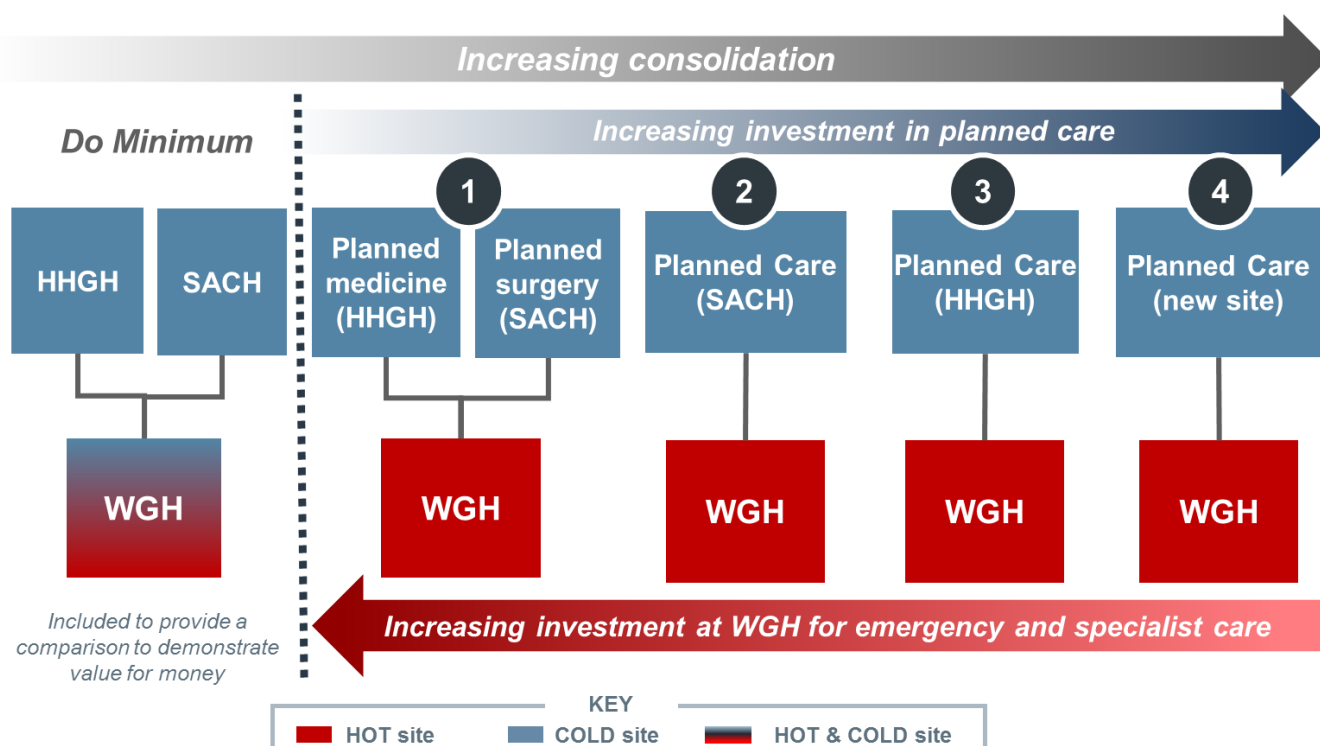 Increasing consolidation
Do Minimum
Increasing investment in planned care
1
2
3
4
HHGH
SACH
Planned
medicine
(HHGH)
Planned
surgery
(SACH)
Planned Care
(SACH)
Planned Care
(HHGH)
Planned Care
(new site)
WGH
WGH
WGH
WGH
WGH
Included to provide a
comparison to demonstrate
value for money
Increasing investment at WGH for emergency and specialist care
KEY
HOT site
COLD site
HOT & COLD site